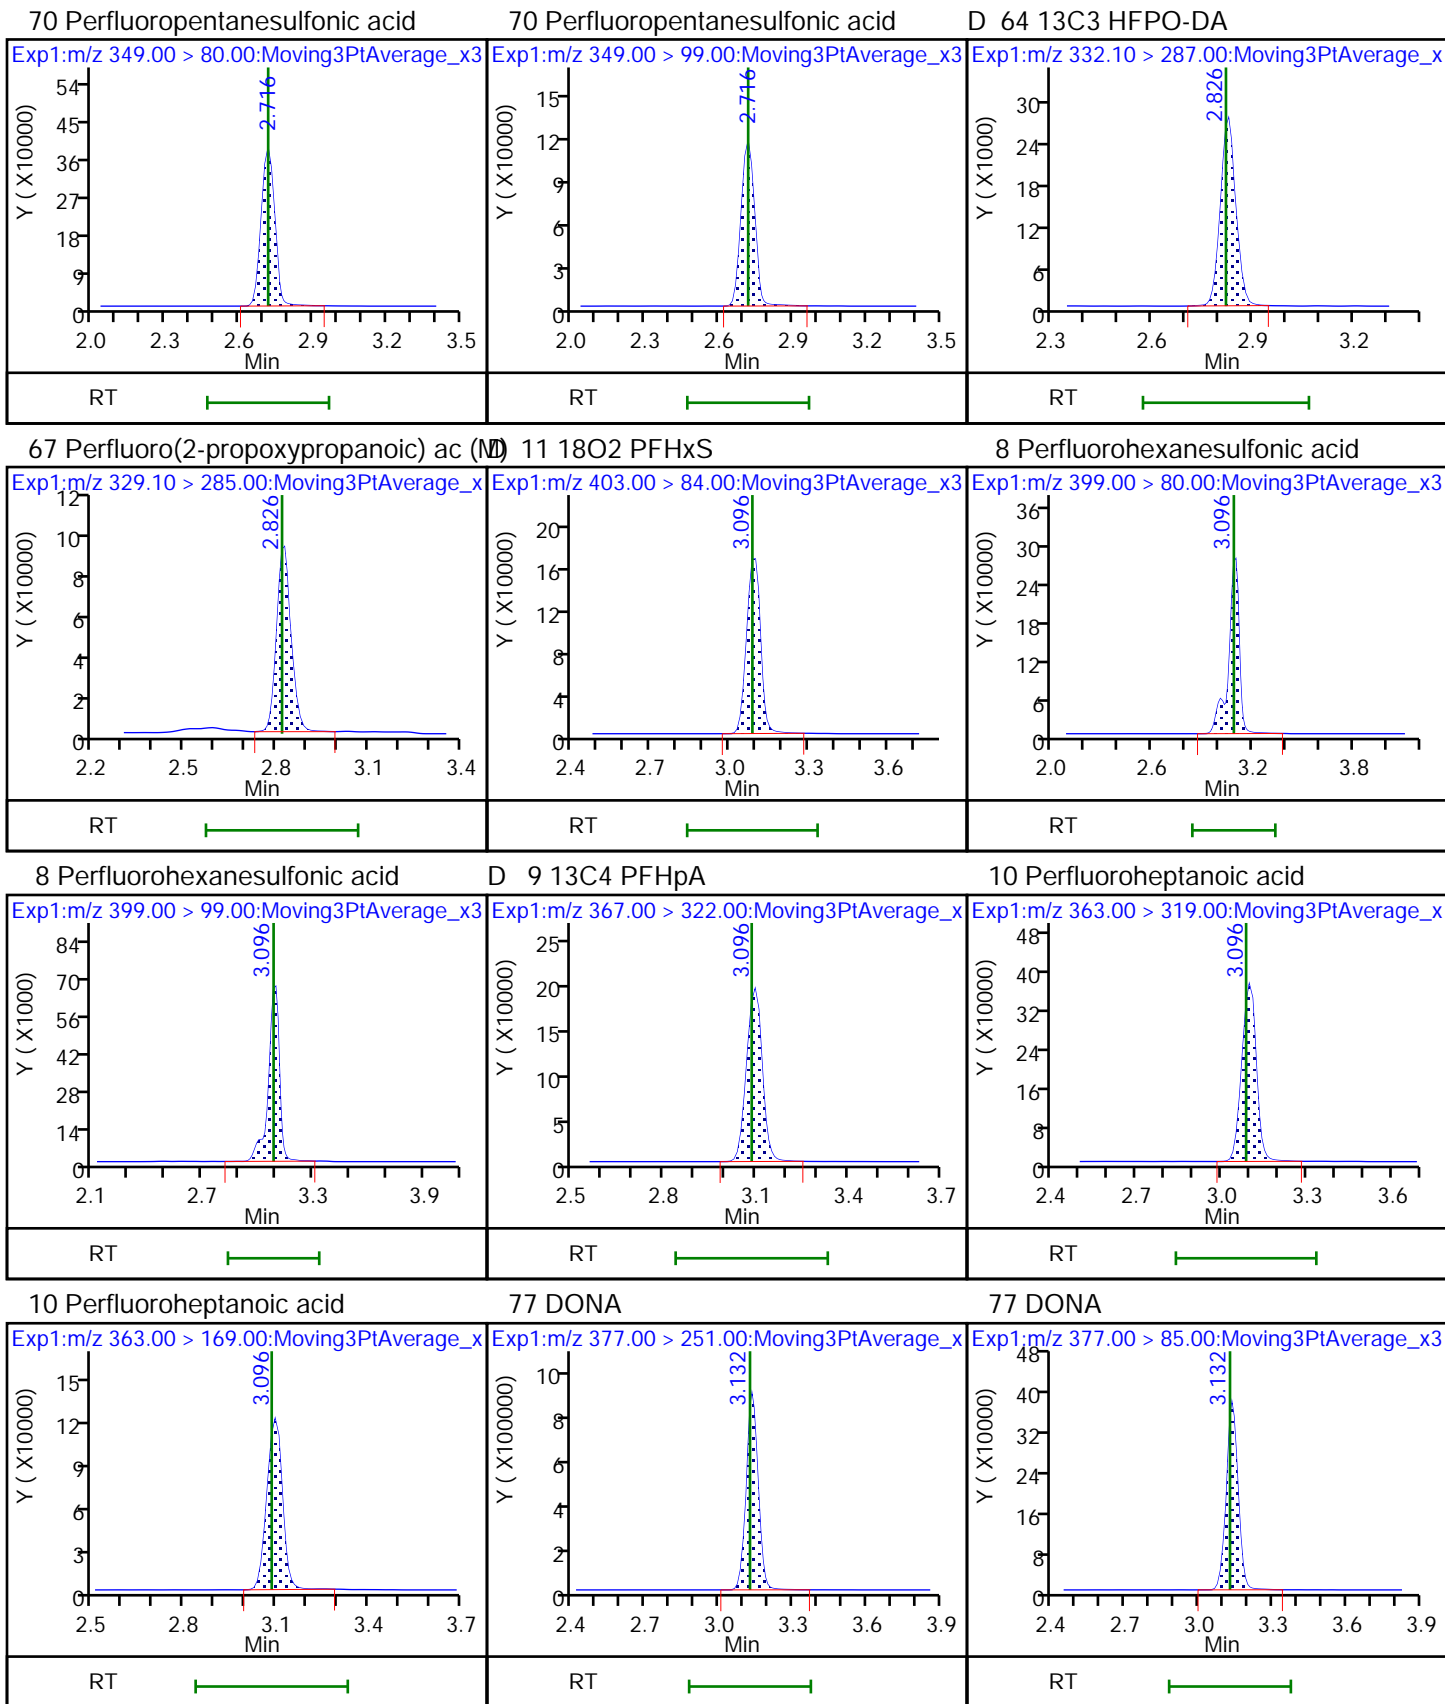 70 Perfluoropentanesulfonic acid
Exp1:m/z 349.00 > 80.00:Moving3PtAverage_x3
2.716
Y ( X10000)
54
45
36
27
18
9
0
2.0 2.3 2.6 2.9 3.2 3.5
Min
RT
70 Perfluoropentanesulfonic acid
Exp1:m/z 349.00 > 99.00:Moving3PtAverage_x3
2.716
Y ( X10000)
15
12
9
6
3
0
2.0 2.3 2.6 2.9 3.2 3.5
Min
RT
D 64 13C3 HFPO-DA
Exp1:m/z 332.10 > 287.00:Moving3PtAverage_x
2.826
Y ( X1000)
30
24
18
12
6
0
2.3 2.6 2.9 3.2
Min
RT
67 Perfluoro(2-propoxypropanoic) ac (M)
Exp1:m/z 329.10 > 285.00:Moving3PtAverage_x
2.826
Y ( X10000)
12
10
8
6
4
2
0
2.2 2.5 2.8 3.1 3.4
Min
RT
D 11 18O2 PFHxS
Exp1:m/z 403.00 > 84.00:Moving3PtAverage_x3
3.096
Y ( X10000)
20
16
12
8
4
0
2.4 2.7 3.0 3.3 3.6
Min
RT
8 Perfluorohexanesulfonic acid
Exp1:m/z 399.00 > 80.00:Moving3PtAverage_x3
3.096
Y ( X10000)
36
30
24
18
12
6
0
2.0 2.6 3.2 3.8
Min
RT
8 Perfluorohexanesulfonic acid
Exp1:m/z 399.00 > 99.00:Moving3PtAverage_x3
3.096
Y ( X1000)
84
70
56
42
28
14
0
2.1 2.7 3.3 3.9
Min
RT
D 9 13C4 PFHpA
Exp1:m/z 367.00 > 322.00:Moving3PtAverage_x
3.096
Y ( X10000)
25
20
15
10
5
0
2.5 2.8 3.1 3.4 3.7
Min
RT
10 Perfluoroheptanoic acid
Exp1:m/z 363.00 > 319.00:Moving3PtAverage_x
3.096
Y ( X10000)
48
40
32
24
16
8
0
2.4 2.7 3.0 3.3 3.6
Min
RT
10 Perfluoroheptanoic acid
Exp1:m/z 363.00 > 169.00:Moving3PtAverage_x
3.096
Y ( X10000)
15
12
9
6
3
0
2.5 2.8 3.1 3.4 3.7
Min
RT
77 DONA
Exp1:m/z 377.00 > 251.00:Moving3PtAverage_x
3.132
Y ( X100000)
10
8
6
4
2
0
2.4 2.7 3.0 3.3 3.6 3.9
Min
RT
77 DONA
Exp1:m/z 377.00 > 85.00:Moving3PtAverage_x3
3.132
Y ( X10000)
48
40
32
24
16
8
0
2.4 2.7 3.0 3.3 3.6 3.9
Min
RT